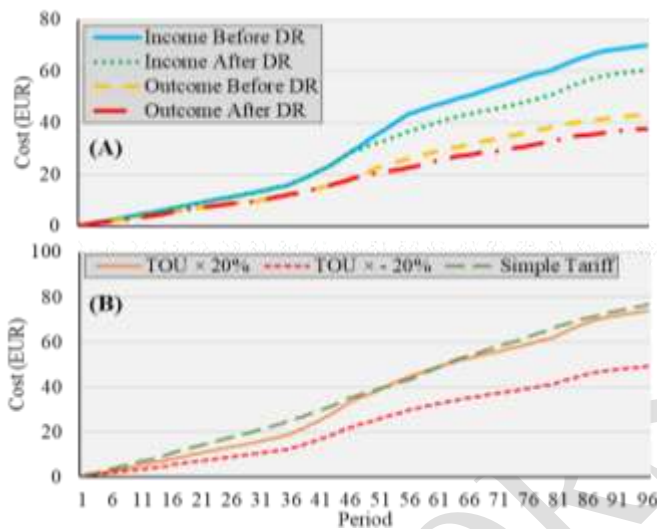 80
60
40
20
0
Cost (EUR)
Income Before DR
Income After DR
Outcome Before DR
Outcome After DR
(A)
100
80
60
40
20
0
Cost (EUR)
TOU × 20% TOU × - 20% Simple Tariff
(B)
1 6 11 16 21 26 31 36 41 46 51 56 61 66 71 76 81 86 91 96
Period